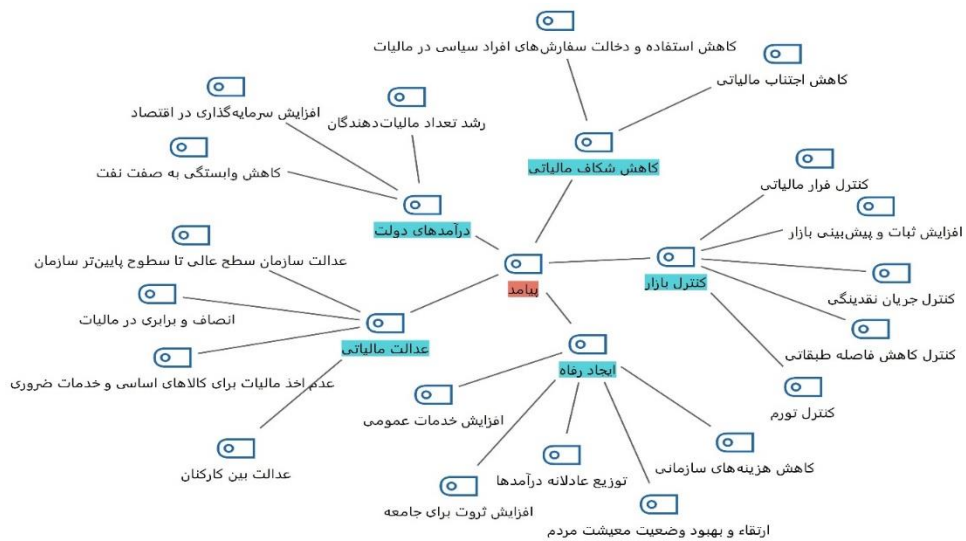 کاهش استفاده و دخالت سفارش‌های افراد سیاسی در مالیات
کاهش اجتناب مالیاتی
افزایش سرمایه‌گذاری در اقتصاد
رشد تعداد مالیات‌دهندگان
کاهش شکاف مالیاتی
کاهش وابستگی به صفت نفت
کنترل فرار مالیاتی
درآمدهای دولت
افزایش ثبات و پیش‌بینی بازار
عدالت سازمان سطح عالی تا سطوح پایین‌تر سازمان
کنترل بازار
پیامد
کنترل جریان نقدینگی
انصاف و برابری در مالیات
عدالت مالیاتی
کنترل کاهش فاصله طبقاتی
ایجاد رفاه
عدم اخذ مالیات برای کالاهای اساسی و خدمات ضروری
کنترل تورم
افزایش خدمات عمومی
کاهش هزینه‌های سازمانی
عدالت بین کارکنان
توزیع عادلانه درآمدها
افزایش ثروت برای جامعه
ارتقاء و بهبود وضعیت معیشت مردم